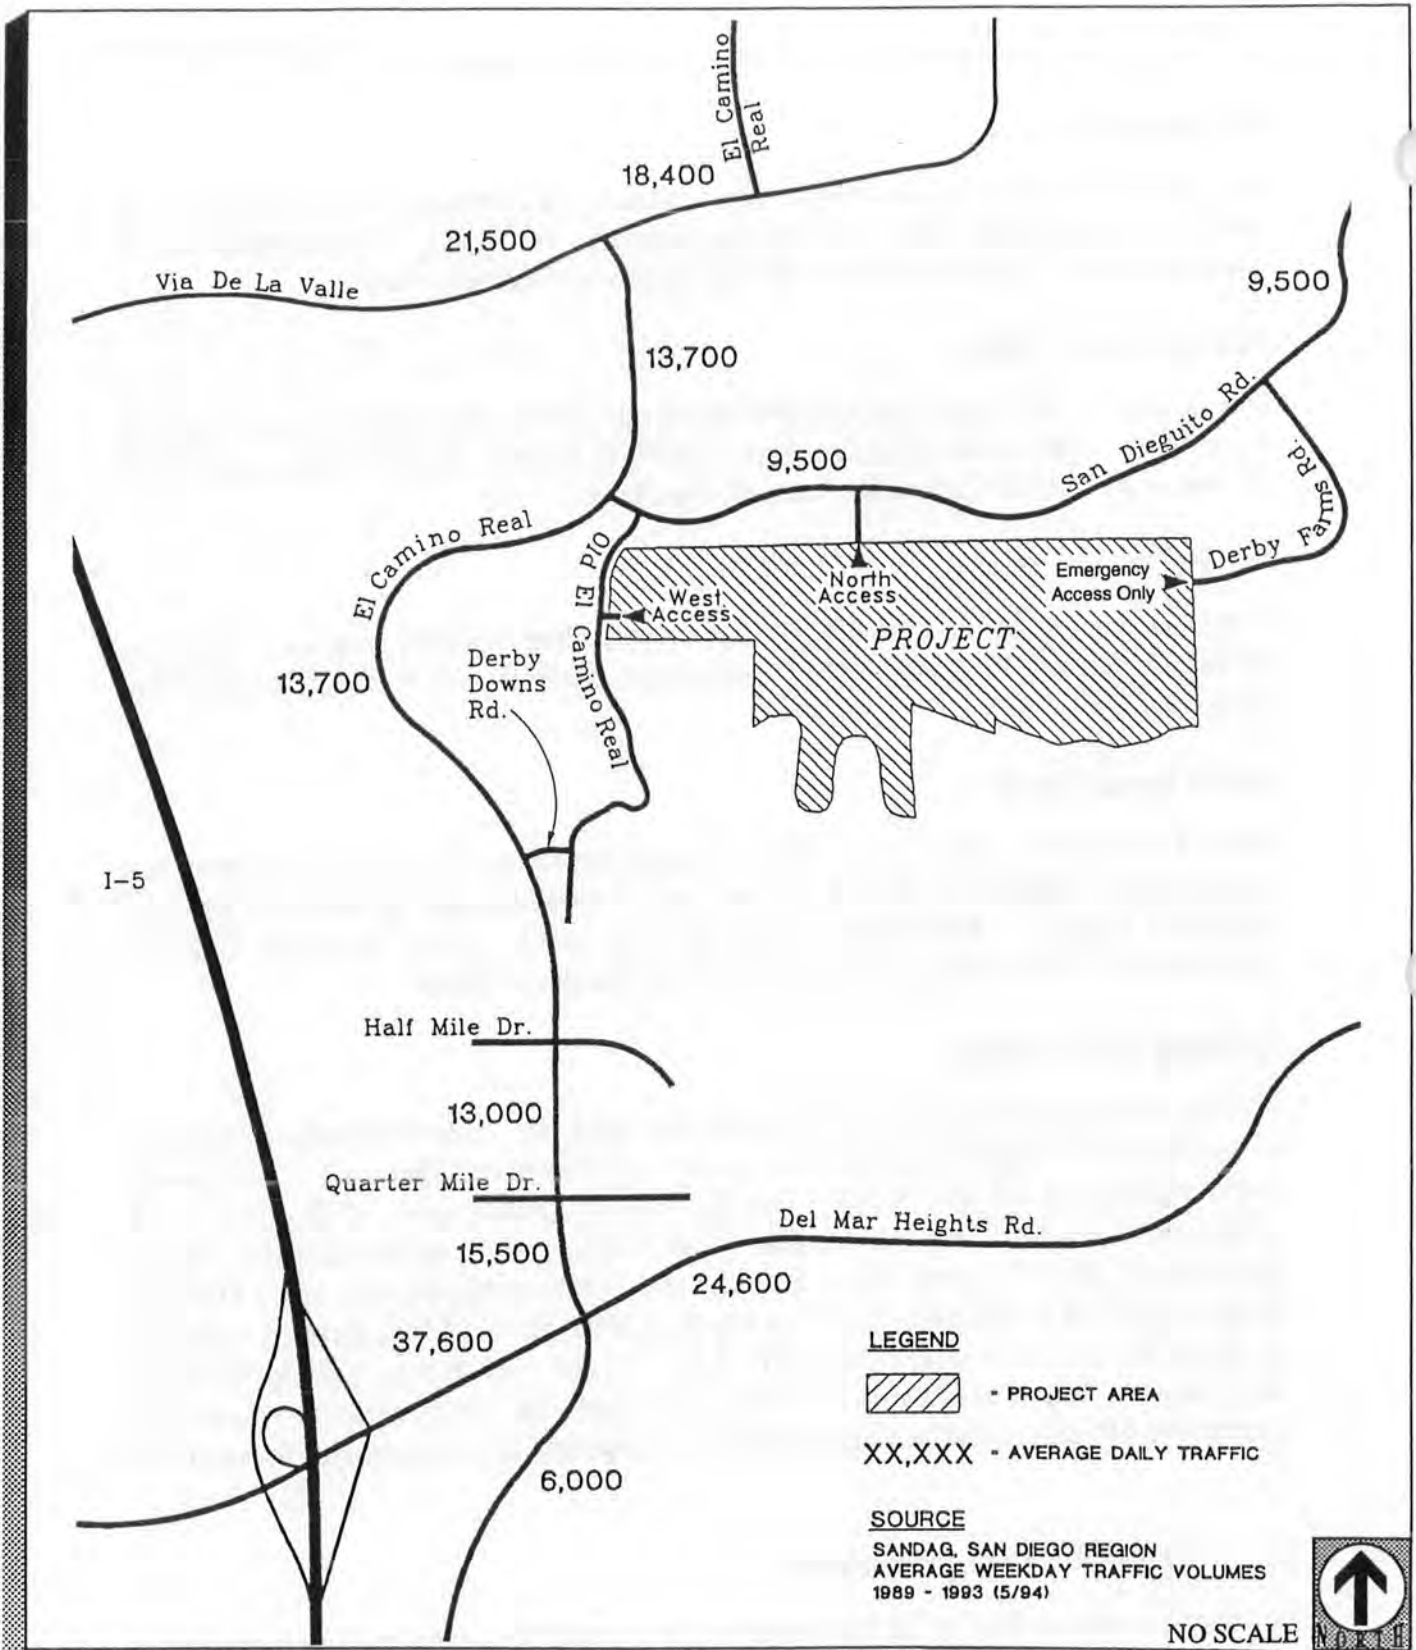 El Camino
Real
18,400
21,500
Via De La Valle
9,500
13,700
San Dieguito Rd.
9,500
Derby Farms Rd.
El Camino Real
Old El Camino Real
North
Access
Emergency
Access Only
West
Access
PROJECT
Derby
Downs
Rd.
13,700
I-5
Half Mile Dr.
13,000
Quarter Mile Dr.
Del Mar Heights Rd.
15,500
24,600
37,600
6,000
LEGEND
- PROJECT AREA
XX,XXX - AVERAGE DAILY TRAFFIC
SOURCE
SANDAG, SAN DIEGO REGION
AVERAGE WEEKDAY TRAFFIC VOLUMES
1989 - 1993 (5/94)
NO SCALE
NORTH